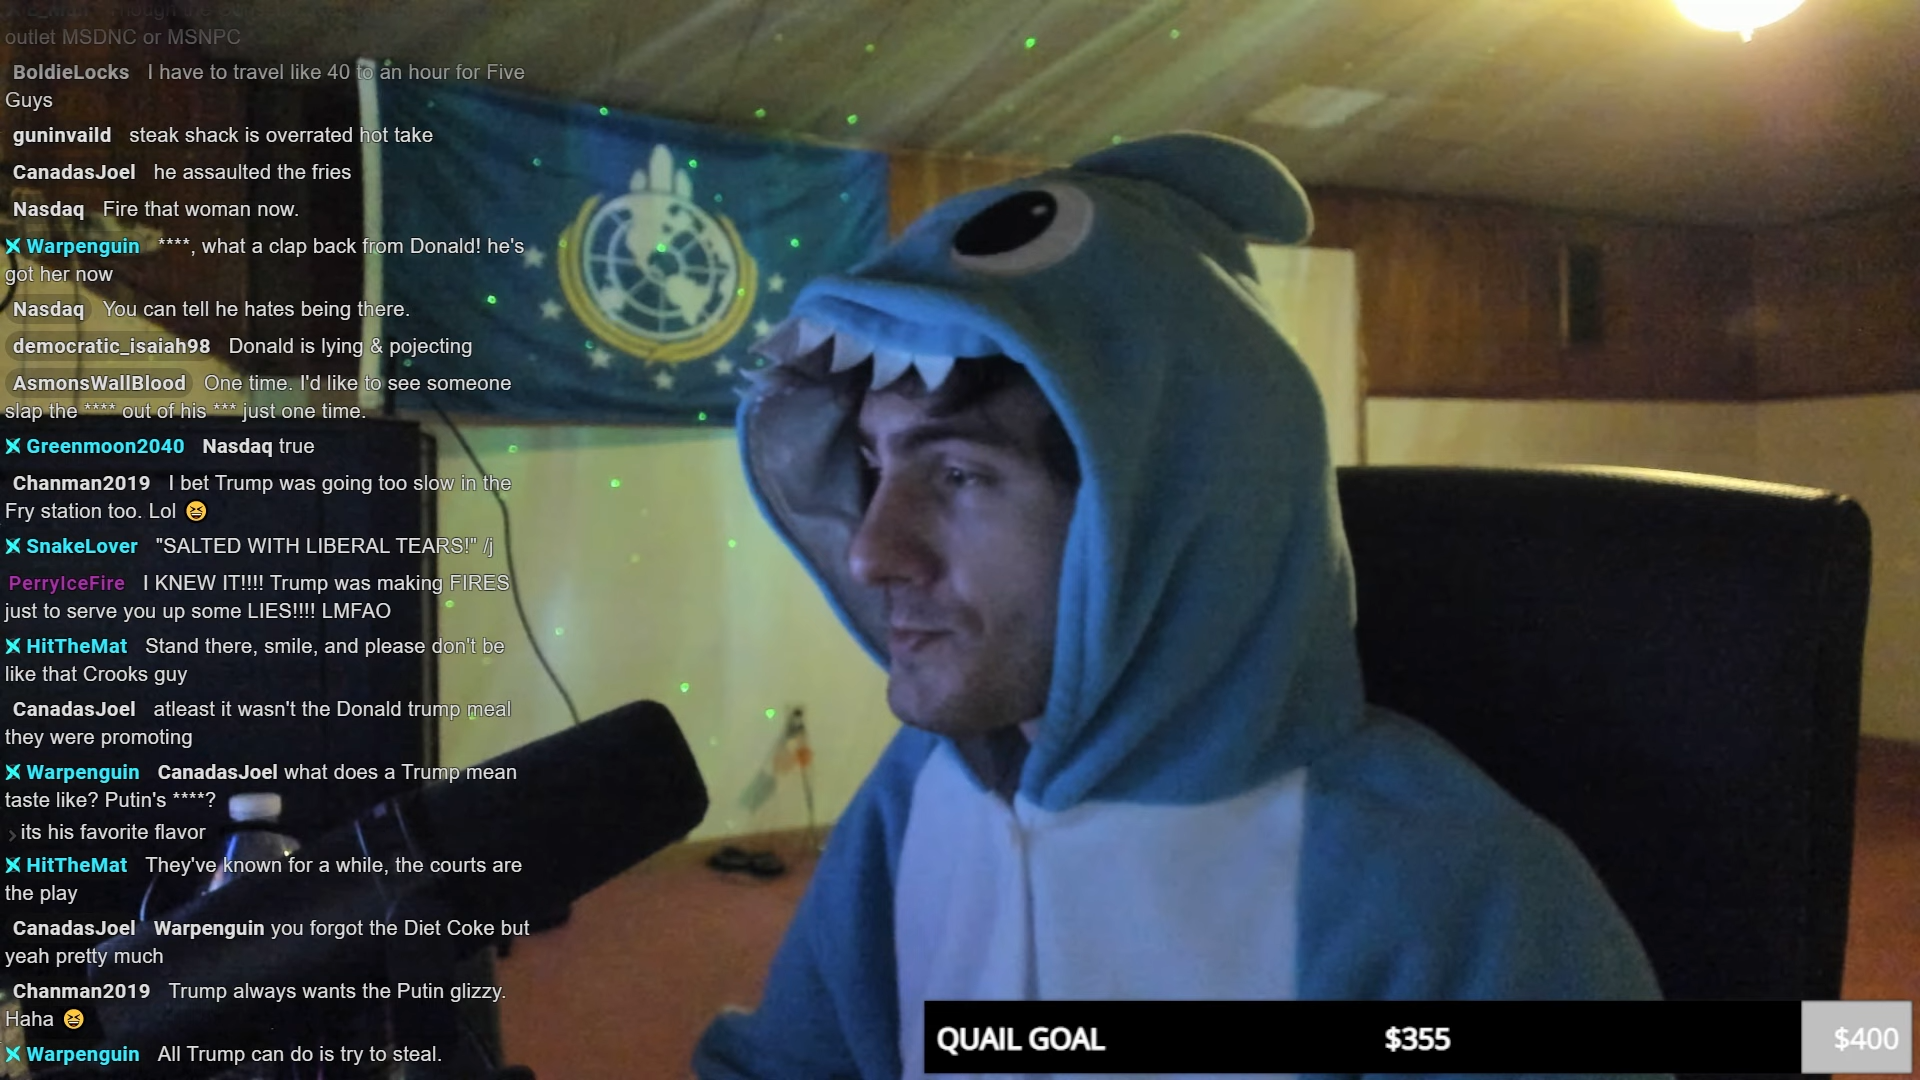 outlet MSDNC or MSNPC
BoldieLocks I have to travel like 40 to an hour for Five
Guys
guninvaild steak shack is overrated hot take
CanadasJoel he assaulted the fries
Nasdaq Fire that woman now.
Warpenguin ****, what a clap back from Donald! he's
got her now
Nasdaq You can tell he hates being there.
democratic_isaiah98 Donald is lying & pojecting
AsmonsWallBlood One time. I'd like to see someone
slap the **** out of his *** just one time.
Greenmoon2040 Nasdaq true
Chanman2019 I bet Trump was going too slow in the
Fry station too. Lol 😆
SnakeLover "SALTED WITH LIBERAL TEARS!" /j
PerryIceFire I KNEW IT!!!! Trump was making FIRES
just to serve you up some LIES!!!! LMFAO
HitTheMat Stand there, smile, and please don't be
like that Crooks guy
CanadasJoel atleast it wasn't the Donald trump meal
they were promoting
Warpenguin CanadasJoel what does a Trump mean
taste like? Putin's ****?
its his favorite flavor
HitTheMat They've known for a while, the courts are
the play
CanadasJoel Warpenguin you forgot the Diet Coke but
yeah pretty much
Chanman2019 Trump always wants the Putin glizzy.
Haha 😆
Warpenguin All Trump can do is try to steal.
QUAIL GOAL $355 $400